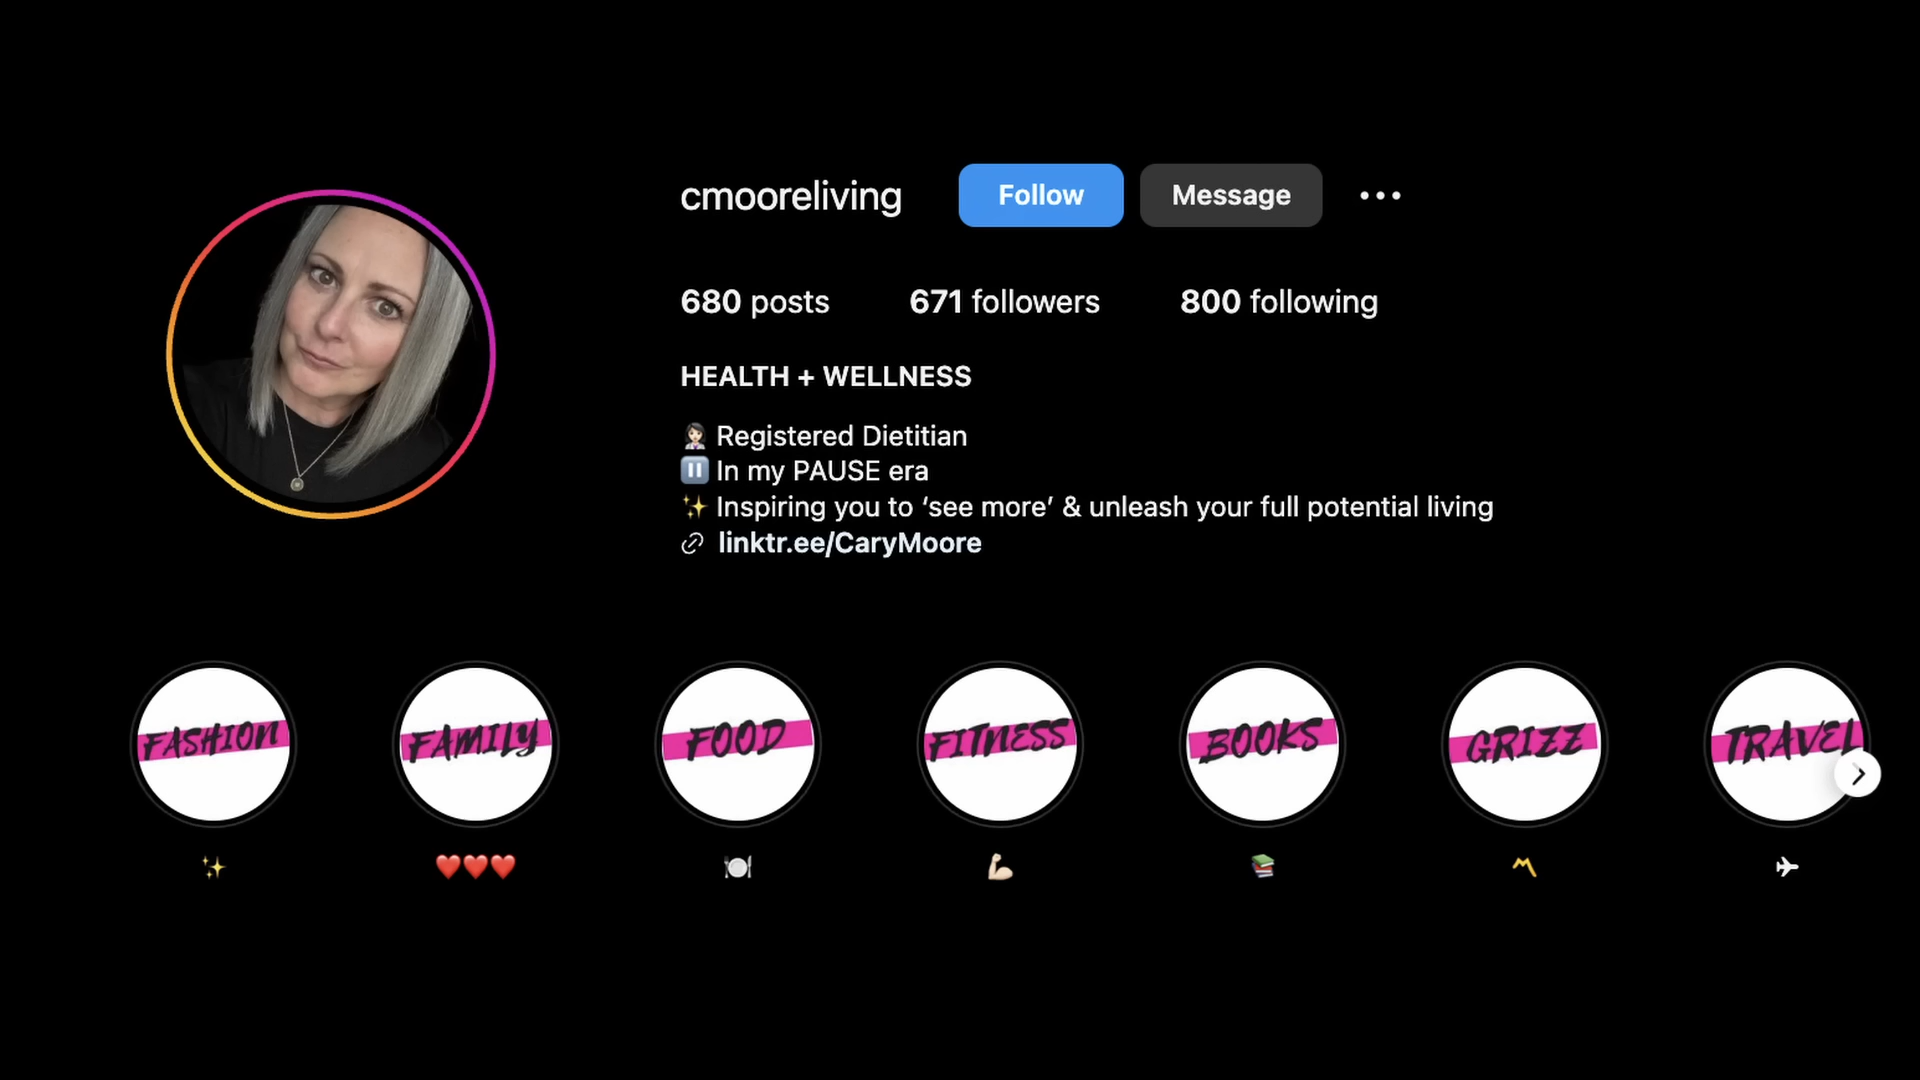 cmooreliving Follow Message
680 posts 671 followers 800 following
HEALTH + WELLNESS
Registered Dietitian
In my PAUSE era
Inspiring you to ‘see more’ & unleash your full potential living
linktr.ee/CaryMoore
FASHION FAMILY FOOD FITNESS BOOKS GRIZZ TRAVEL